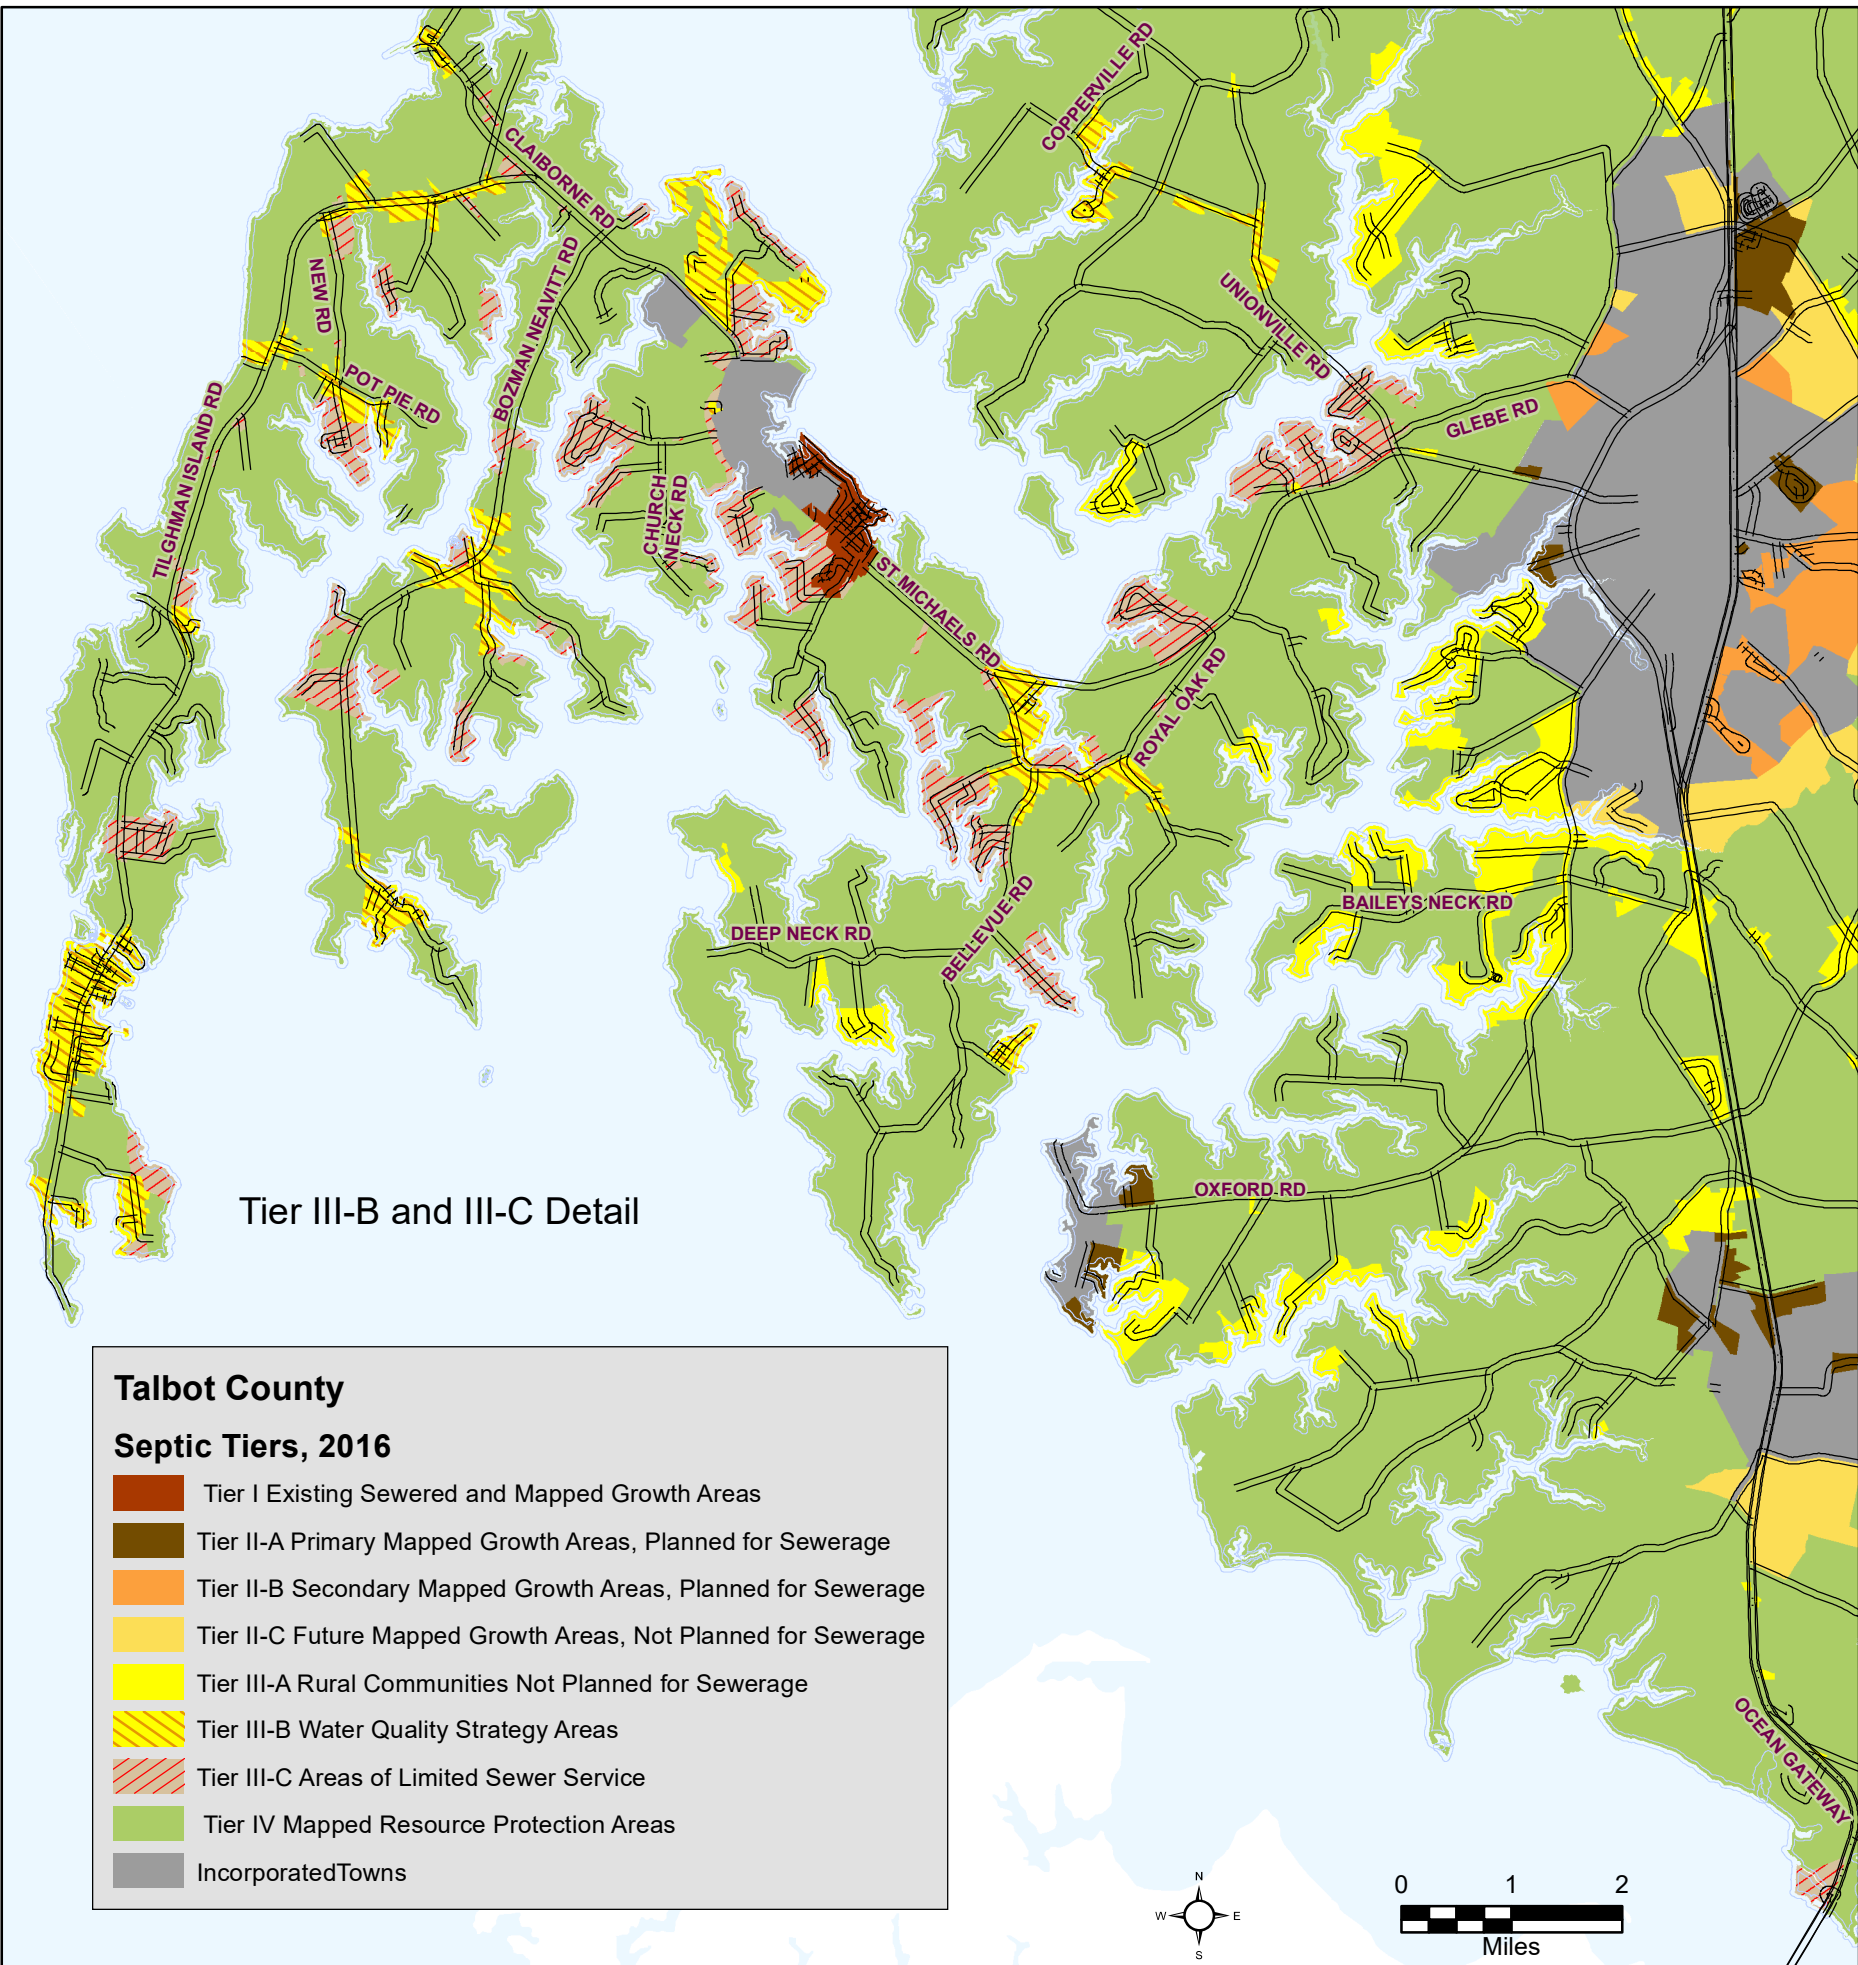 COPPERVILLE RD
CLAIBORNE RD
NEW RD
BOZMAN NEAVITT RD
UNIONVILLE RD
POT PIE RD
TILGHMAN ISLAND RD
GLEBE RD
CHURCH
NECK RD
ST MICHAELS RD
ROYAL OAK RD
BAILEYS NECK RD
DEEP NECK RD
BELLEVUE RD
OXFORD RD
Tier III-B and III-C Detail
Talbot County
Septic Tiers, 2016
Tier I Existing Sewered and Mapped Growth Areas
Tier II-A Primary Mapped Growth Areas, Planned for Sewerage
Tier II-B Secondary Mapped Growth Areas, Planned for Sewerage
Tier II-C Future Mapped Growth Areas, Not Planned for Sewerage
Tier III-A Rural Communities Not Planned for Sewerage
Tier III-B Water Quality Strategy Areas
Tier III-C Areas of Limited Sewer Service
Tier IV Mapped Resource Protection Areas
IncorporatedTowns
OCEAN GATEWAY
N
W E
S
0 1 2
Miles